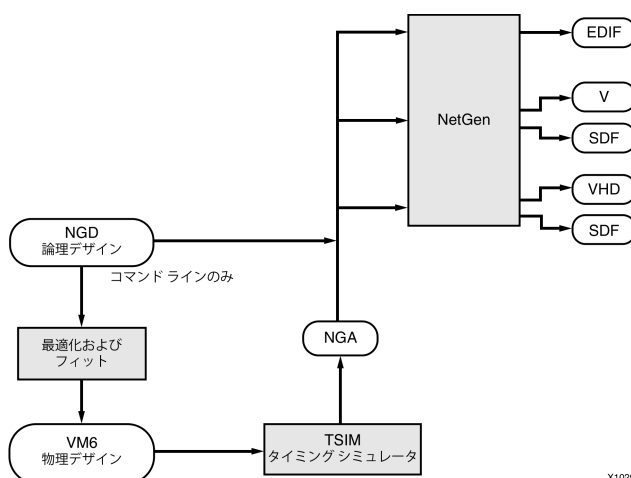 EDIF
V
NetGen
SDF
VHD
SDF
NGD
論理デザイン
コマンド ラインのみ
最適化および
フィット
NGA
VM6
物理デザイン
TSIM
タイミング シミュレータ